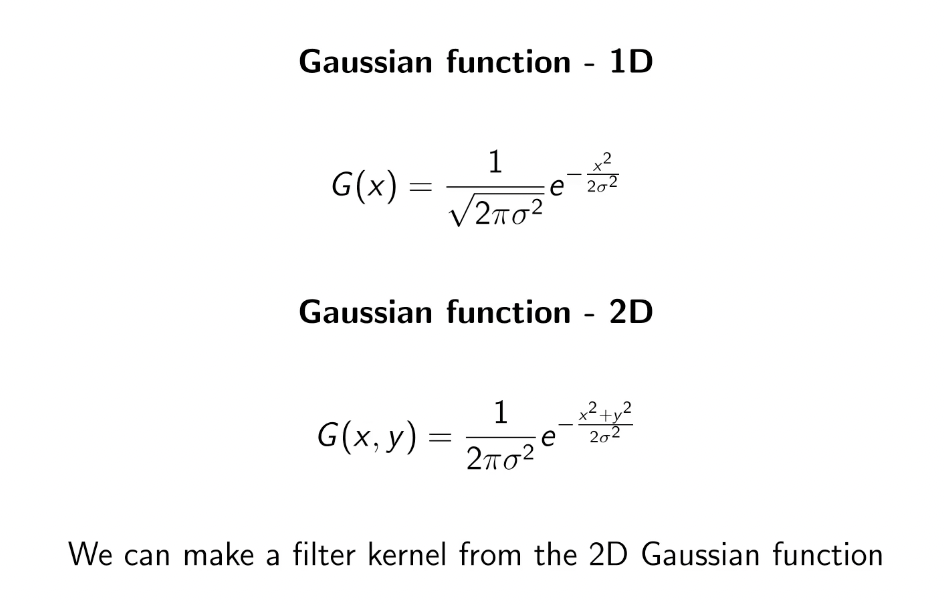 Gaussian function - 1D
G(x) = \frac{1}{\sqrt{2\pi\sigma^2}} e^{-\frac{x^2}{2\sigma^2}}
Gaussian function - 2D
G(x, y) = \frac{1}{2\pi\sigma^2} e^{-\frac{x^2+y^2}{2\sigma^2}}
We can make a filter kernel from the 2D Gaussian function